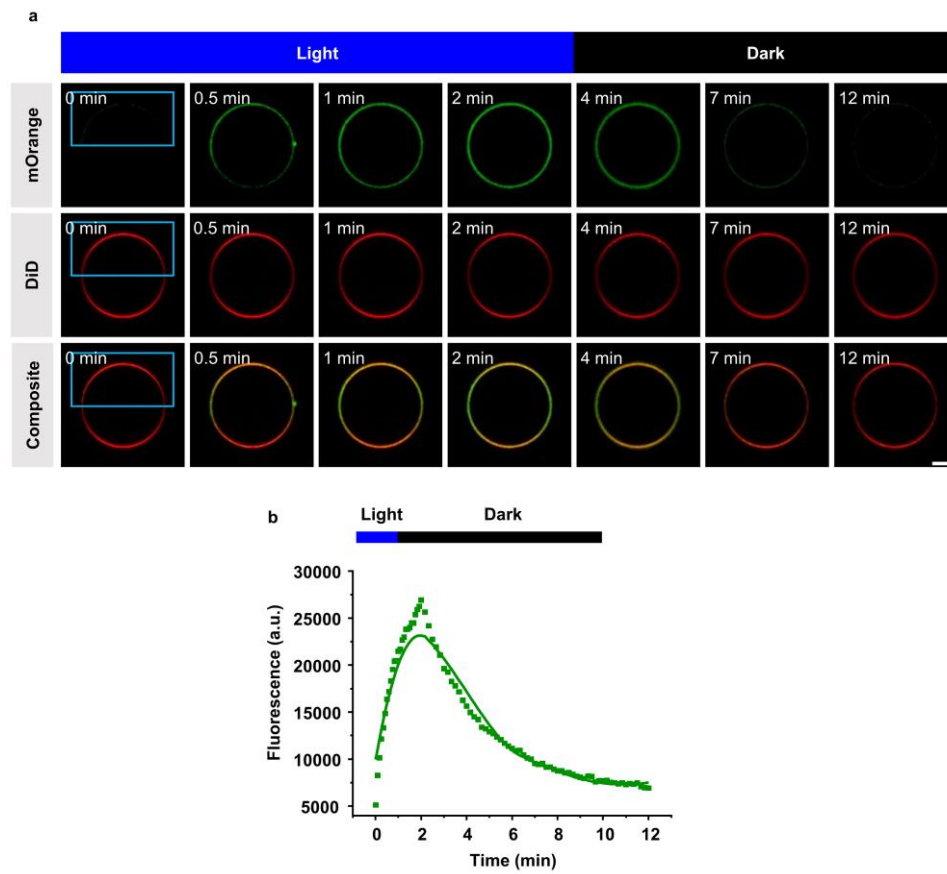 a
Light Dark
mOrange
0 min 0.5 min 1 min 2 min 4 min 7 min 12 min
DiD
0 min 0.5 min 1 min 2 min 4 min 7 min 12 min
Composite
0 min 0.5 min 1 min 2 min 4 min 7 min 12 min
b
Light Dark
Fluorescence (a.u.)
30000
25000
20000
15000
10000
5000
0 2 4 6 8 10 12
Time (min)